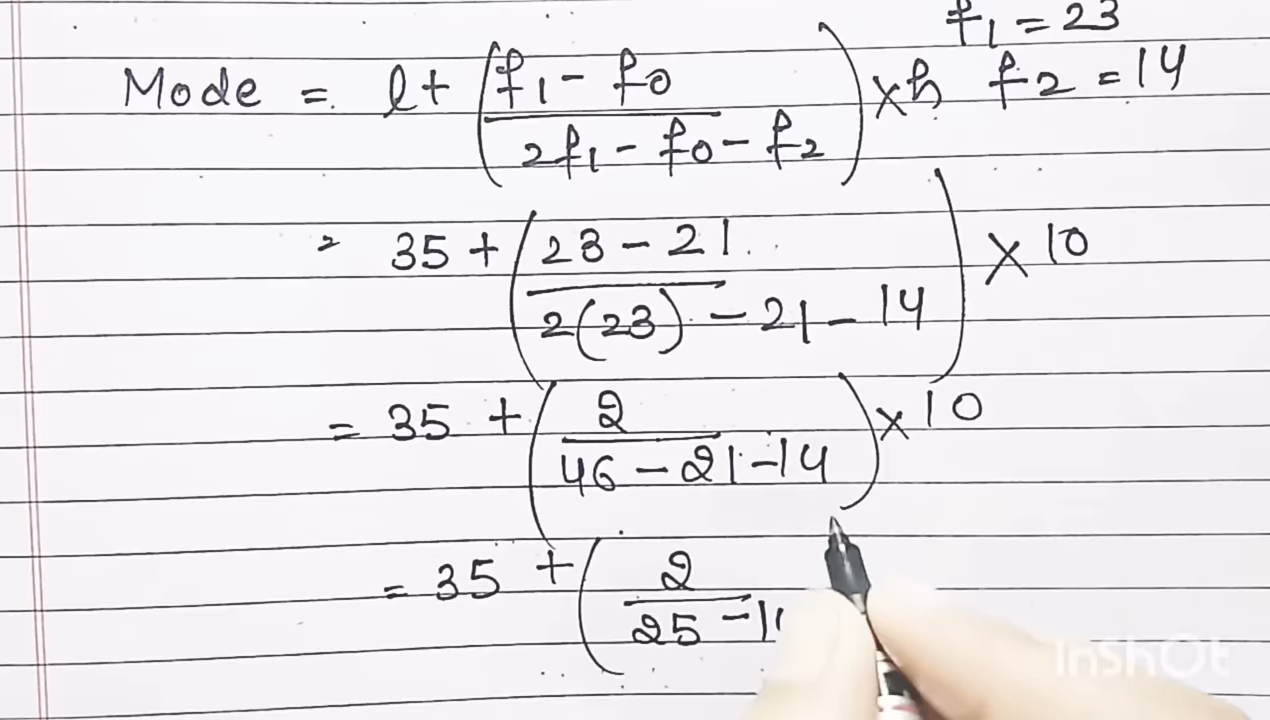 f₁ = 23
Mode = l+ (f₁ - f₀ / 2f₁ - f₀ - f₂) × h f₂ = 14
= 35 + (23 - 21 / 2(23) - 21 - 14) × 10
= 35 + (2 / 46 - 21 - 14) × 10
= 35 + (2 / 25 - 1
InShOt